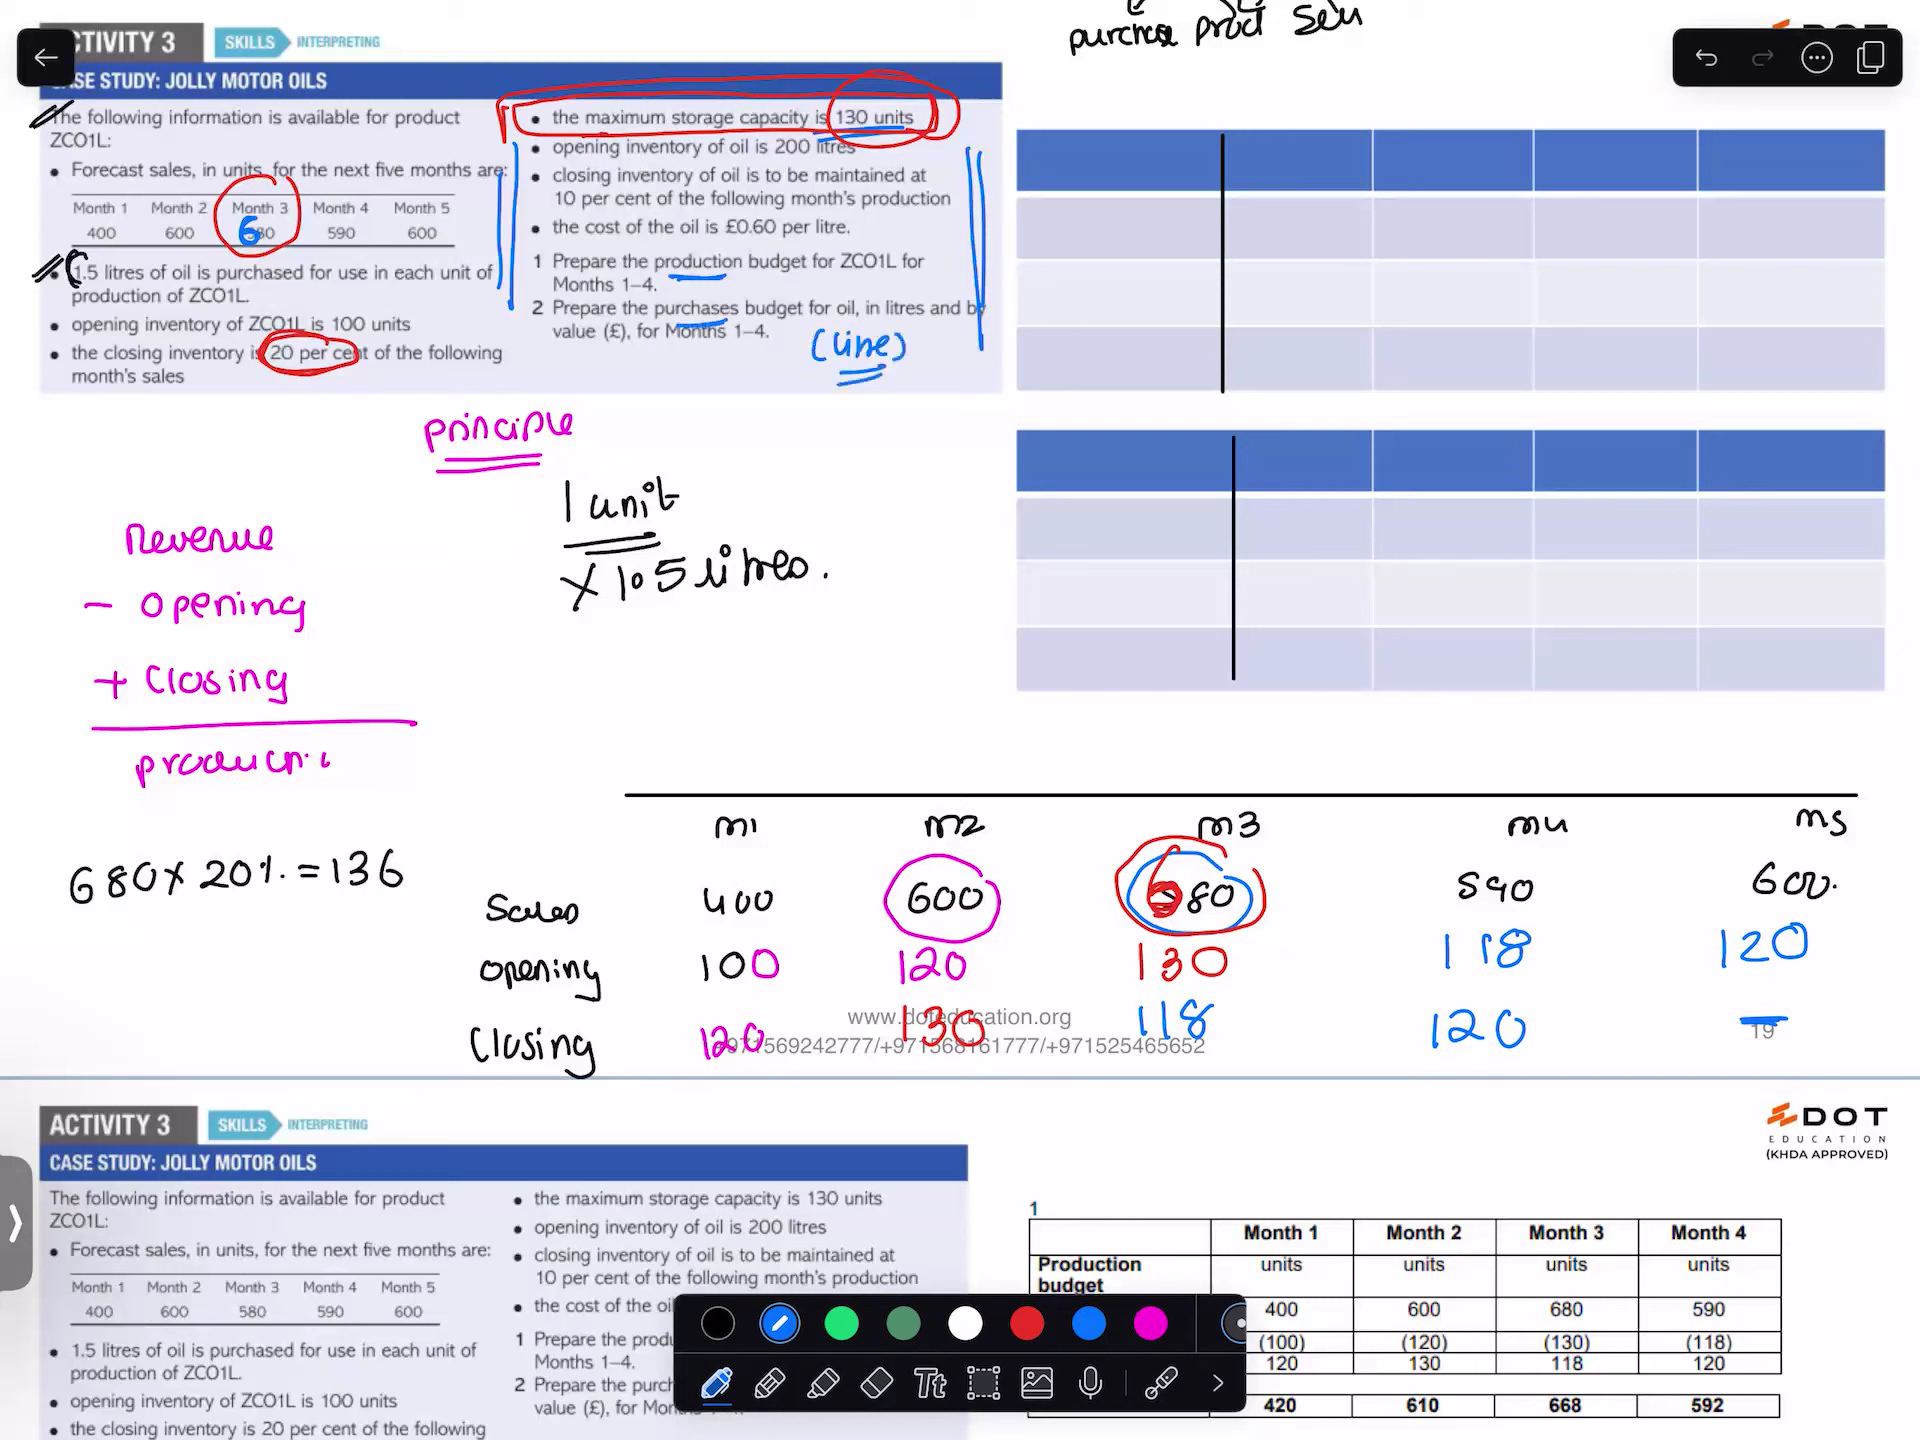 purchase prod sell
ACTIVITY 3 SKILLS INTERPRETING
CASE STUDY: JOLLY MOTOR OILS
The following information is available for product
ZCO1L:
• Forecast sales, in units, for the next five months are:
Month 1 Month 2 Month 3 Month 4 Month 5
400 600 680 590 600
• 1.5 litres of oil is purchased for use in each unit of
production of ZCO1L.
• opening inventory of ZCO1L is 100 units
• the closing inventory is 20 per cent of the following
month's sales
• the maximum storage capacity is 130 units
• opening inventory of oil is 200 litres
• closing inventory of oil is to be maintained at
10 per cent of the following month's production
• the cost of the oil is £0.60 per litre.
1 Prepare the production budget for ZCO1L for
Months 1–4.
2 Prepare the purchases budget for oil, in litres and by
value (£), for Months 1–4.
principle
1 unit
Revenue
- opening
+ closing
680 x 20% = 136
m1 m2 m3 m4 m5
Sales 400 600 680 590 600.
opening 100 120 130 118 120
Closing 120 130 118 120 –
www.doteducation.org
+971569242777/+971568161777/+971525465652
19
ACTIVITY 3 SKILLS INTERPRETING
CASE STUDY: JOLLY MOTOR OILS
The following information is available for product
ZCO1L:
• Forecast sales, in units, for the next five months are:
Month 1 Month 2 Month 3 Month 4 Month 5
400 600 580 590 600
• 1.5 litres of oil is purchased for use in each unit of
production of ZCO1L.
• opening inventory of ZCO1L is 100 units
• the closing inventory is 20 per cent of the following
• the maximum storage capacity is 130 units
• opening inventory of oil is 200 litres
• closing inventory of oil is to be maintained at
10 per cent of the following month's production
• the cost of the oil
1 Prepare the
Months 1–4.
2 Prepare the
value (£), for
DOT
EDUCATION
(KHDA APPROVED)
1
Month 1 Month 2 Month 3 Month 4
Production budget units units units units
400 600 680 590
(100) (120) (130) (118)
120 130 118 120
420 610 668 592
Tt